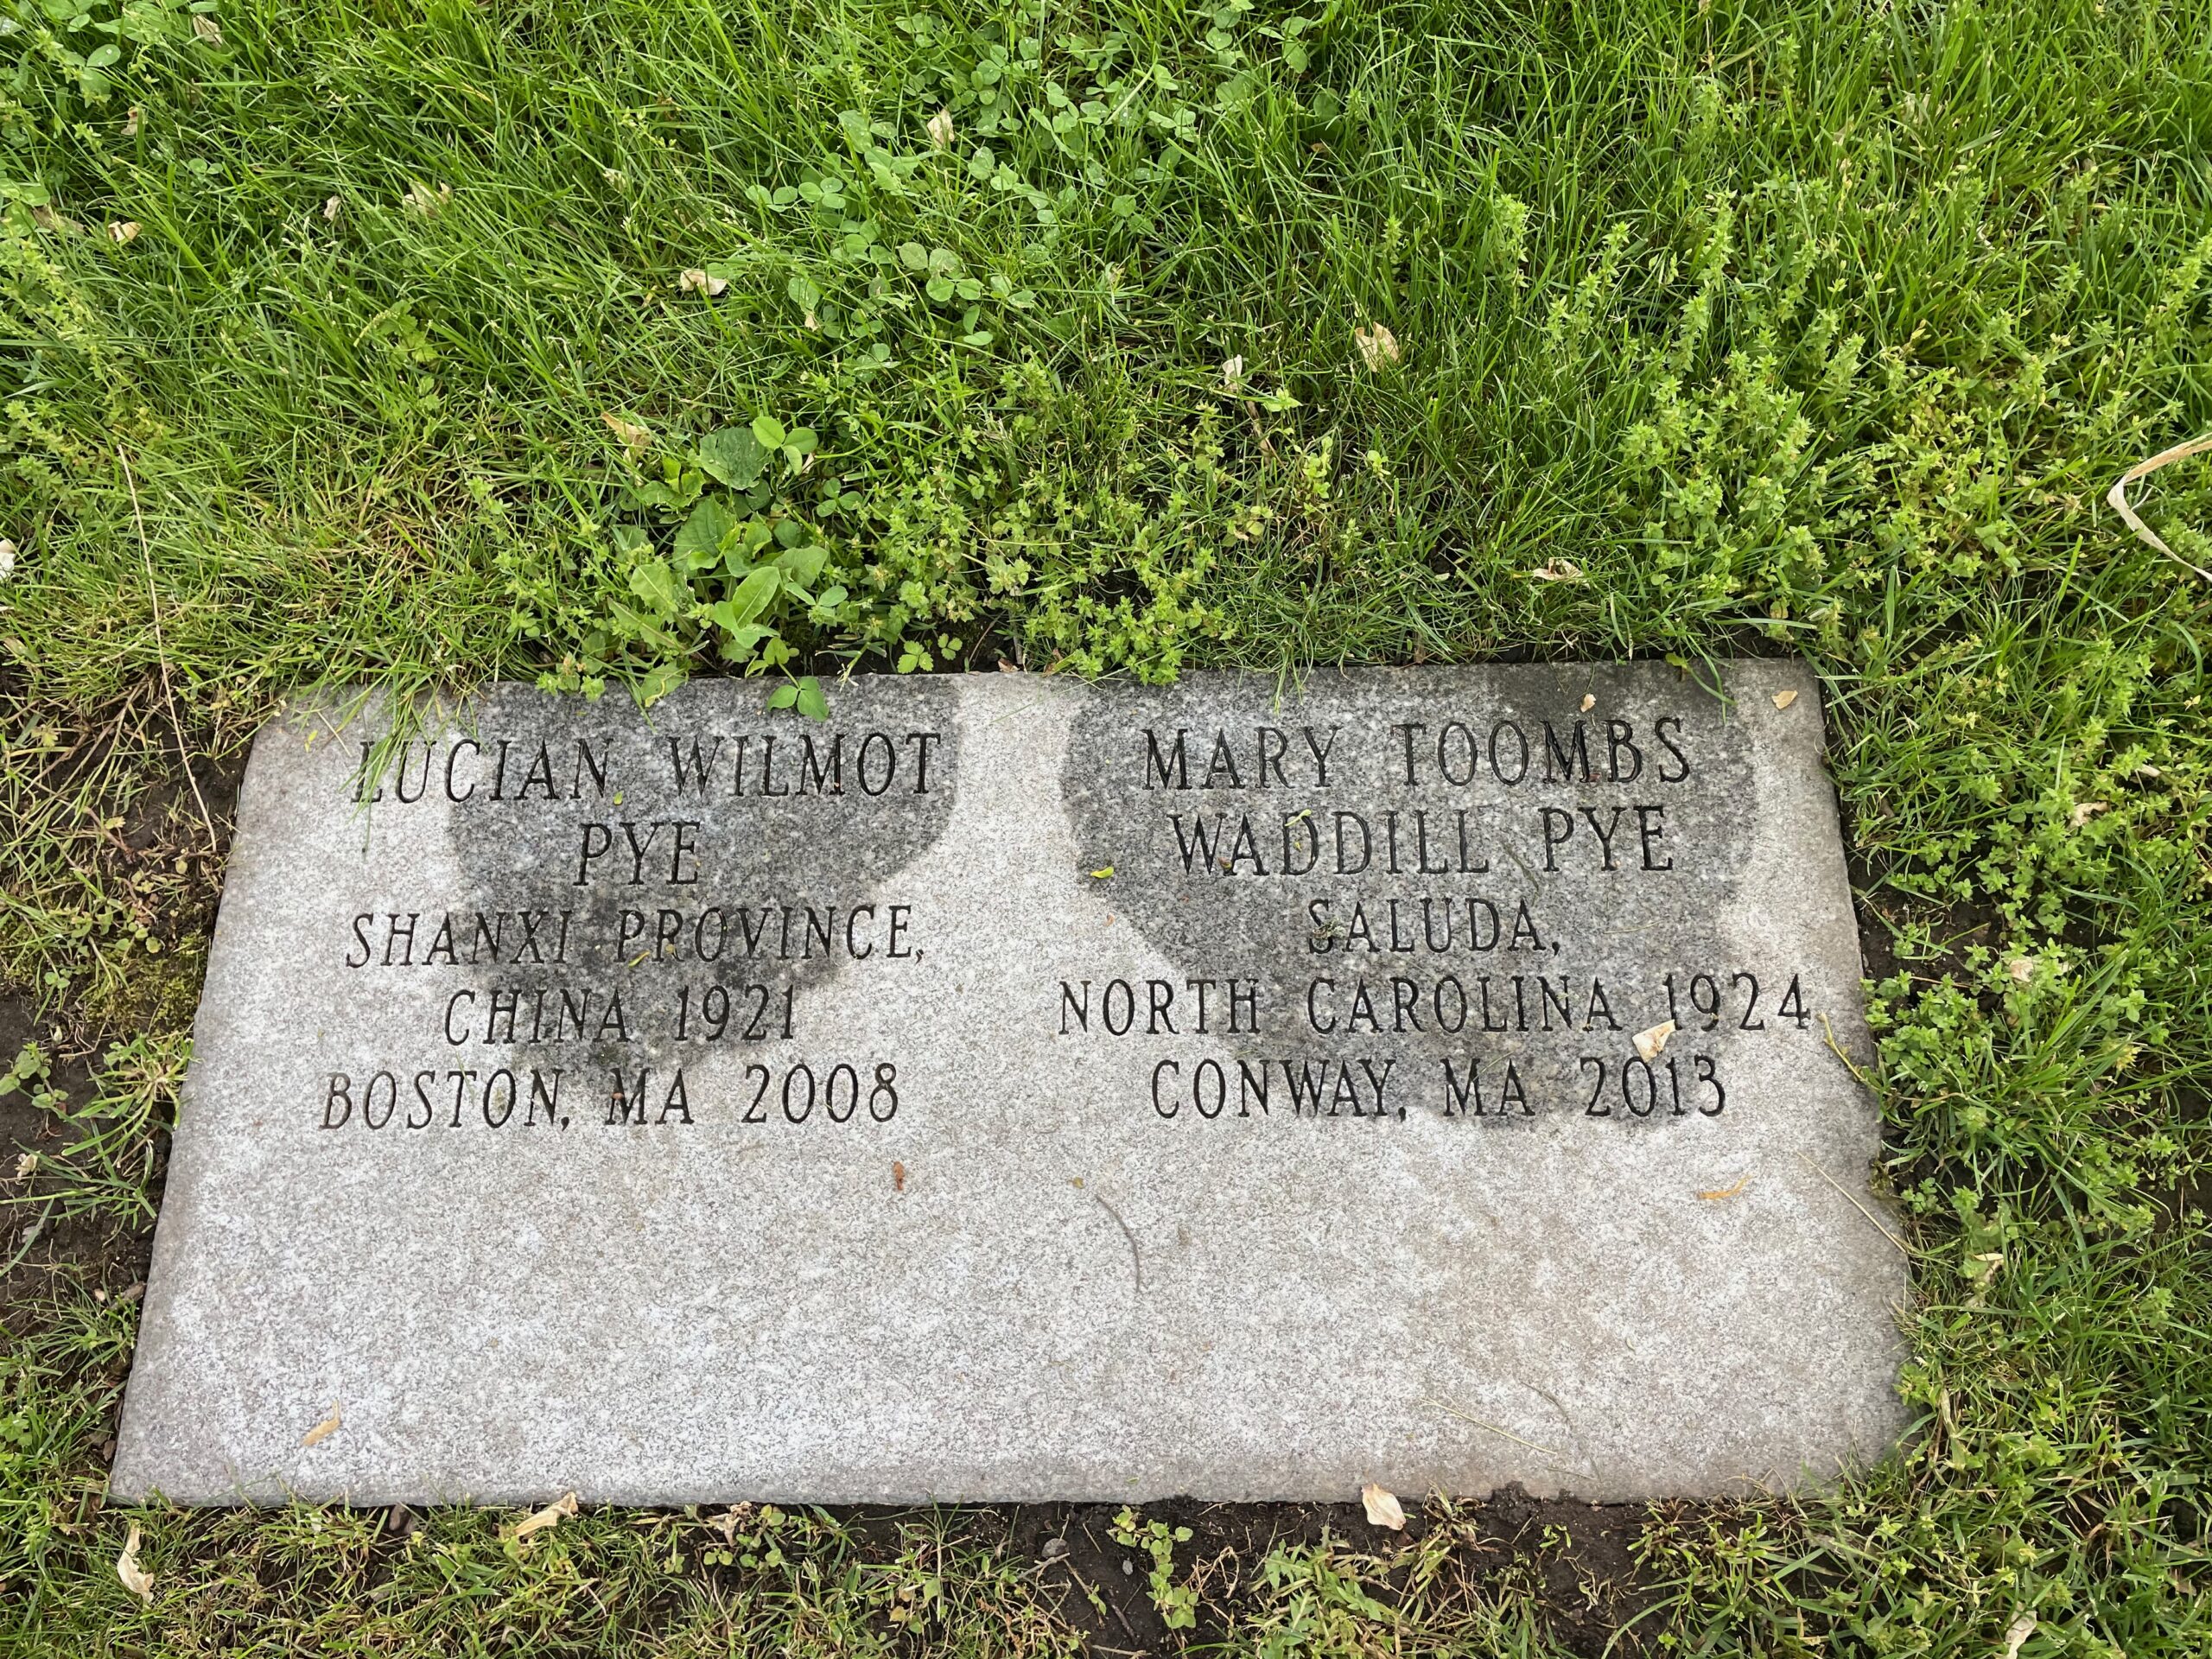 LUCIAN WILMOT
PYE
SHANXI PROVINCE,
CHINA 1921
BOSTON, MA 2008
MARY TOOMBS
WADDILL PYE
SALUDA,
NORTH CAROLINA 1924
CONWAY, MA 2013